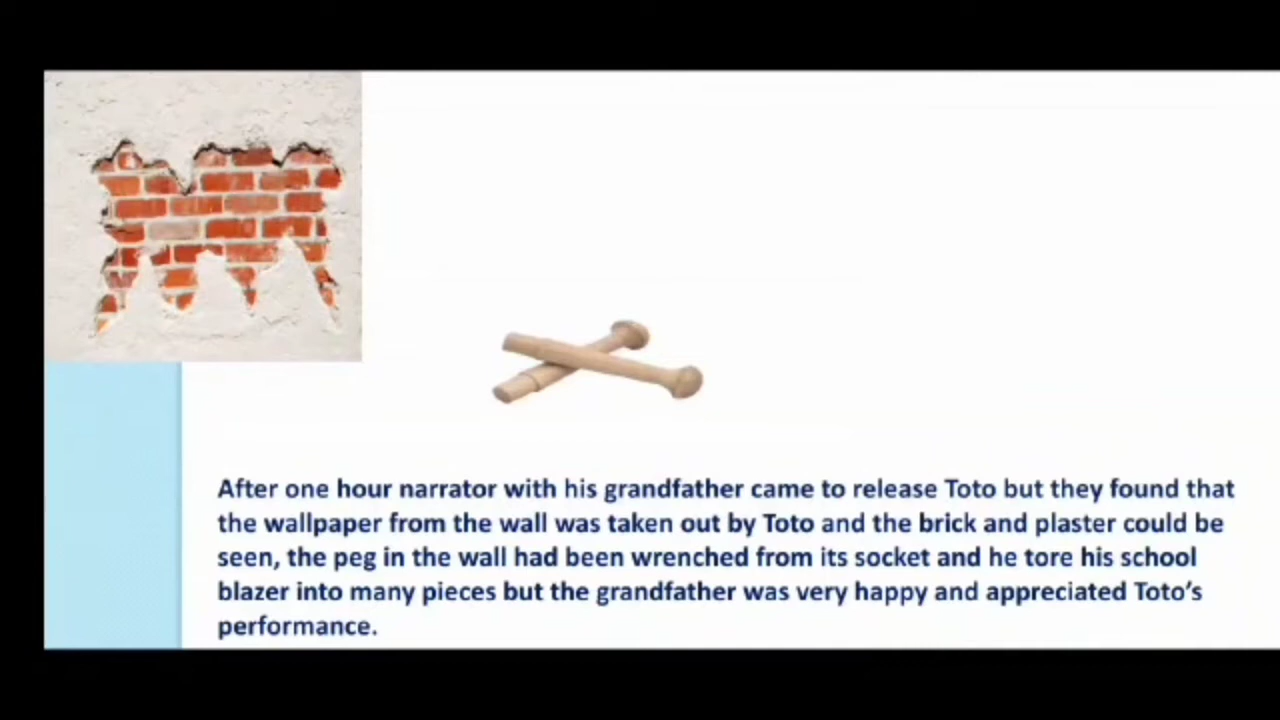 After one hour narrator with his grandfather came to release Toto but they found that
the wallpaper from the wall was taken out by Toto and the brick and plaster could be
seen, the peg in the wall had been wrenched from its socket and he tore his school
blazer into many pieces but the grandfather was very happy and appreciated Toto’s
performance.